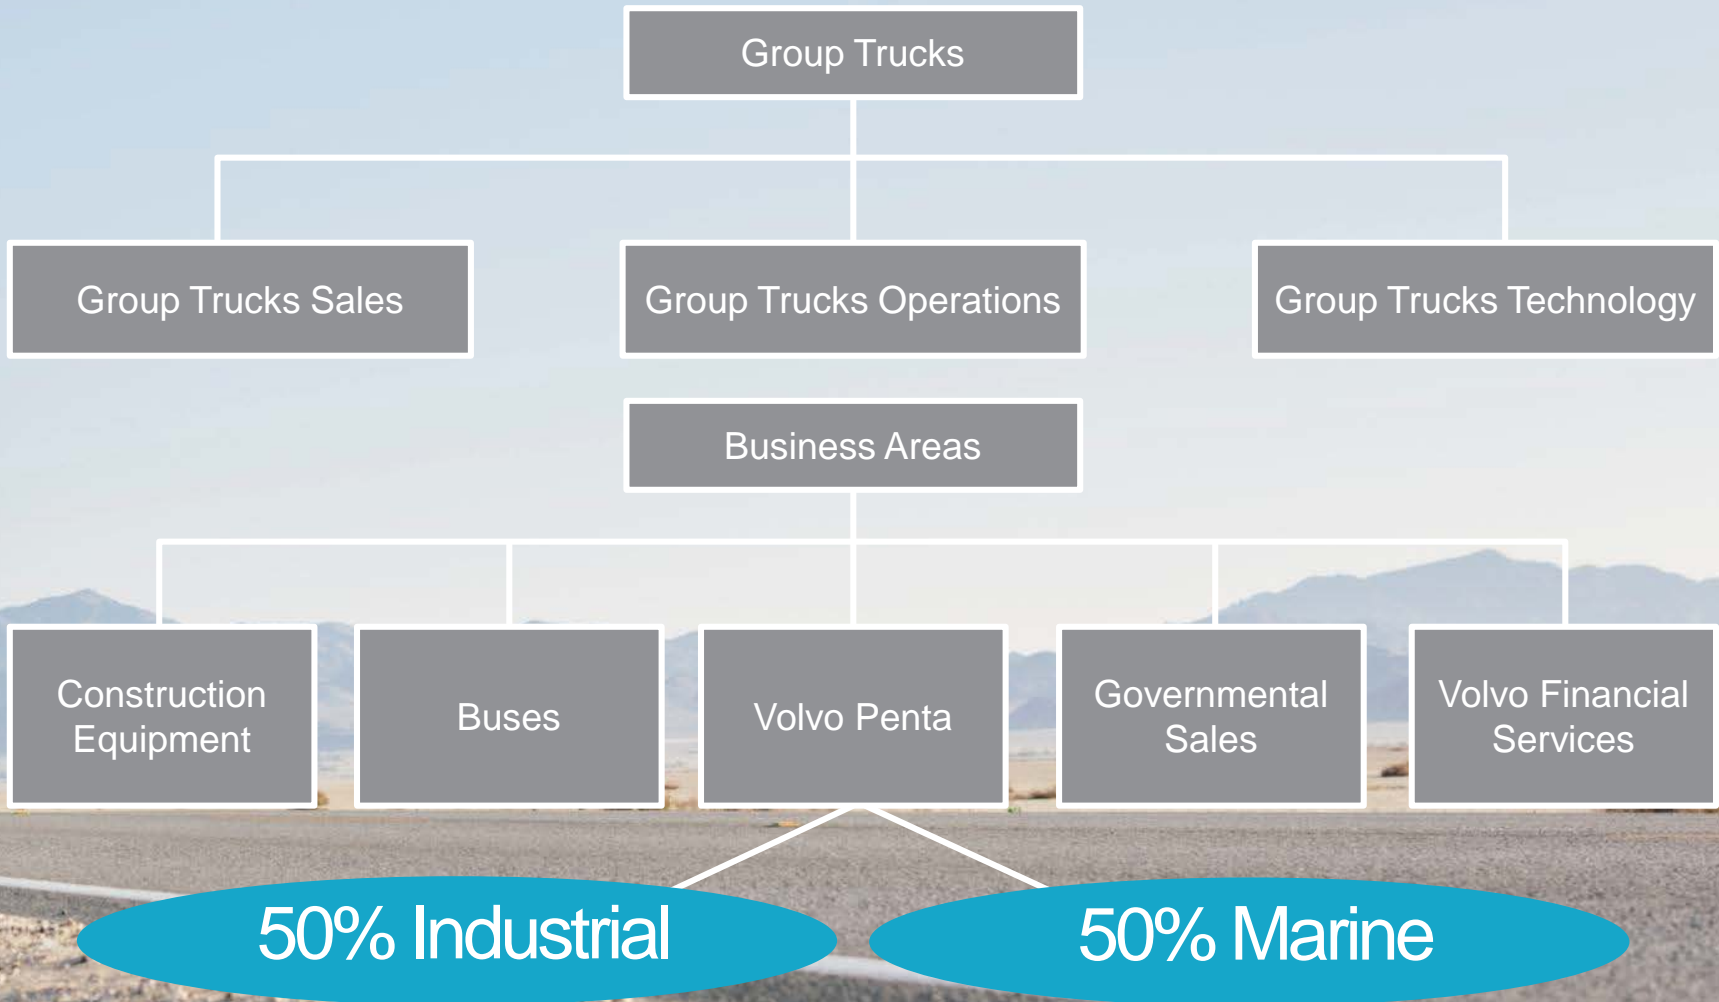 Group Trucks
Group Trucks Sales
Group Trucks Operations
Group Trucks Technology
Business Areas
Construction
Equipment
Buses
Volvo Penta
Governmental
Sales
Volvo Financial
Services
50% Industrial
50% Marine